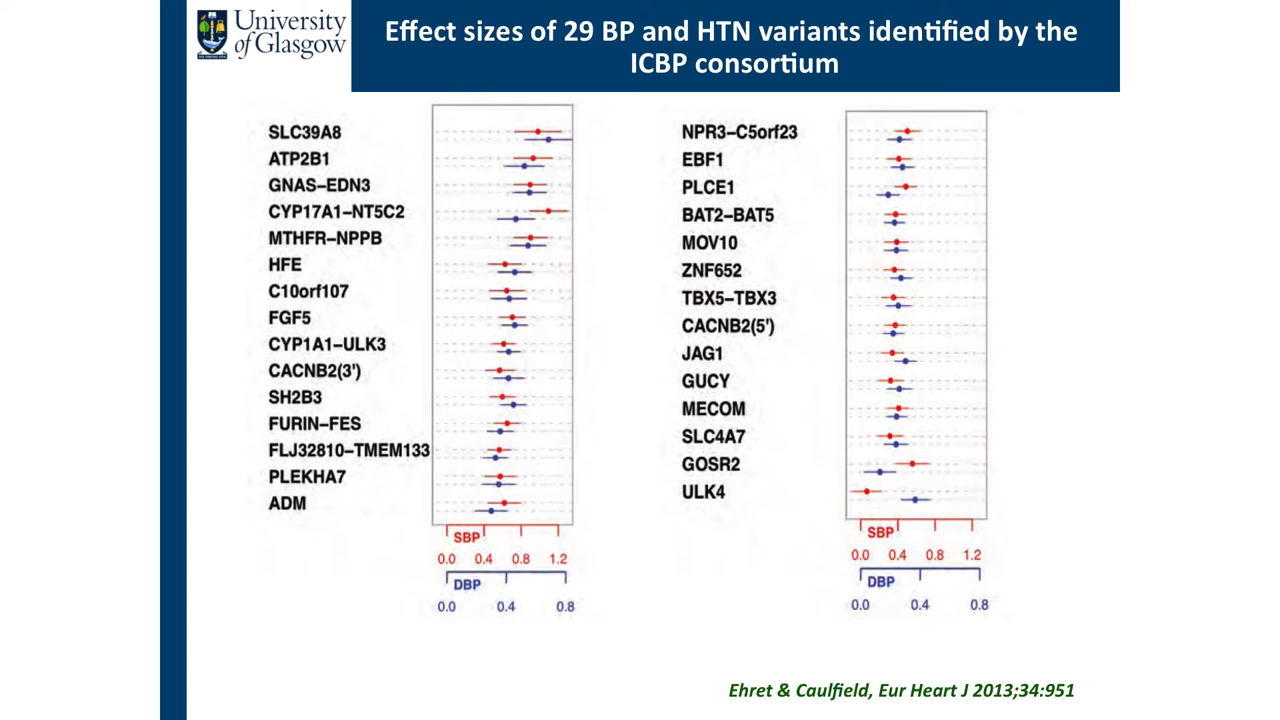 University
of Glasgow
Effect sizes of 29 BP and HTN variants identified by the
ICBP consortium
SLC39A8
ATP2B1
GNAS–EDN3
CYP17A1–NT5C2
MTHFR–NPPB
HFE
C10orf107
FGF5
CYP1A1–ULK3
CACNB2(3')
SH2B3
FURIN–FES
FLJ32810–TMEM133
PLEKHA7
ADM
SBP
0.0 0.4 0.8 1.2
DBP
0.0 0.4 0.8
NPR3–C5orf23
EBF1
PLCE1
BAT2–BAT5
MOV10
ZNF652
TBX5–TBX3
CACNB2(5')
JAG1
GUCY
MECOM
SLC4A7
GOSR2
ULK4
SBP
0.0 0.4 0.8 1.2
DBP
0.0 0.4 0.8
Ehret & Caulfield, Eur Heart J 2013;34:951